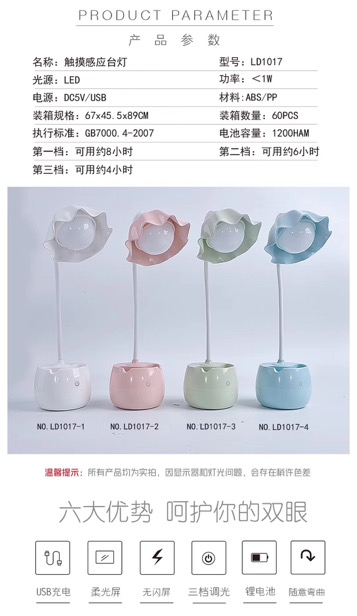 PRODUCT PARAMETER
产品参数
名称：触摸感应台灯 型号：LD1017
光源：LED 功率：＜1W
电源：DC5V/USB 材料:ABS/PP
装箱规格：67x45.5x89CM 装箱数量：60PCS
执行标准：GB7000.4-2007 电池容量：1200HAM
第一档：可用约8小时 第二档：可用约6小时
第三档：可用约4小时
NO.LD1017-1 NO.LD1017-2 NO.LD1017-3 NO.LD1017-4
温馨提示：所有产品均为实拍，因显示器和灯光问题，会存在稍许色差
六大优势 呵护你的双眼
USB充电 柔光屏 无闪屏 三档调光 锂电池 随意弯曲